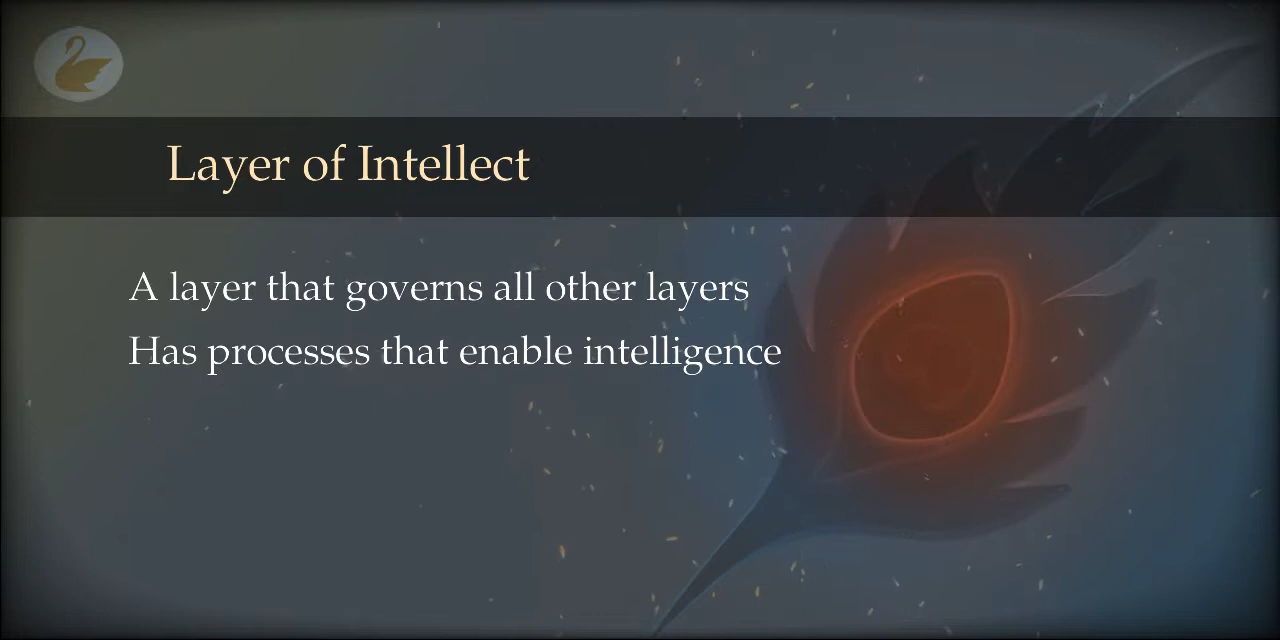 Layer of Intellect
A layer that governs all other layers
Has processes that enable intelligence